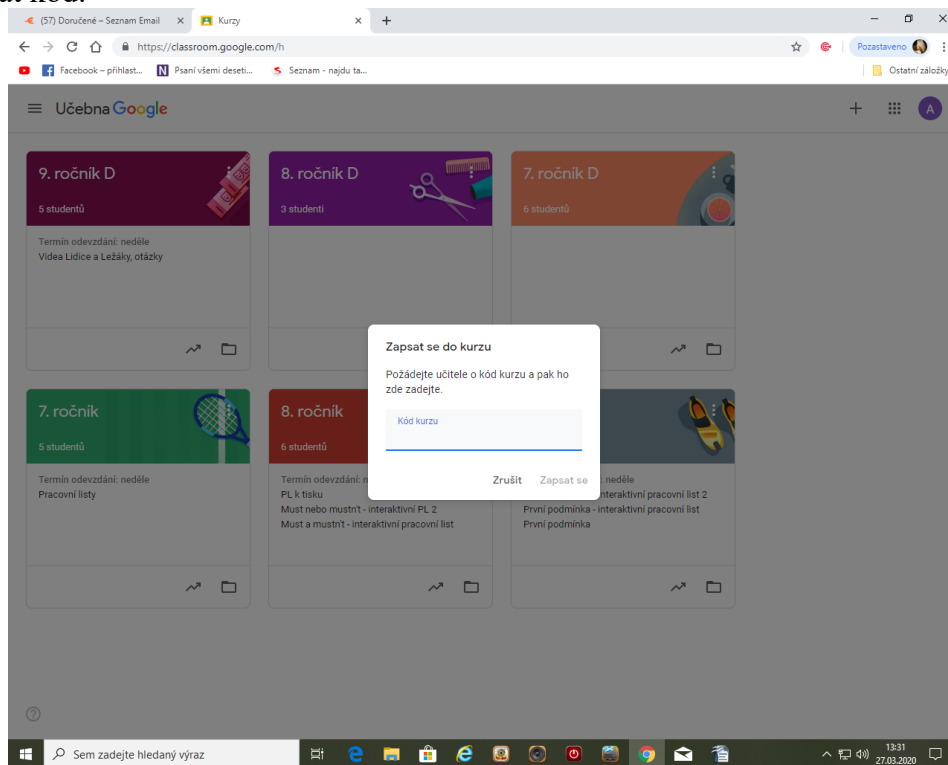 at kód.
(57) Doručené – Seznam Email
Kurzy
https://classroom.google.com/h
Pozastaveno
Facebook – přihlast...
Psaní všemi deseti...
Seznam - najdu ta...
Ostatní záložky
Učebna Google
A
9. ročník D
5 studentů
Termín odevzdání: neděle
Videa Lidice a Ležáky, otázky
8. ročník D
3 studenti
7. ročník D
6 studentů
Zapsat se do kurzu
Požádejte učitele o kód kurzu a pak ho
zde zadejte.
Kód kurzu
Zrušit
Zapsat se
7. ročník
5 studentů
Termín odevzdání: neděle
Pracovní listy
8. ročník
6 studentů
Termín odevzdání: n
PL k tisku
Must nebo mustn't - interaktivní PL 2
Must a mustn't - interaktivní pracovní list
: neděle
nteraktivní pracovní list 2
První podmínka - interaktivní pracovní list
První podmínka
Sem zadejte hledaný výraz
13:31
27.03.2020